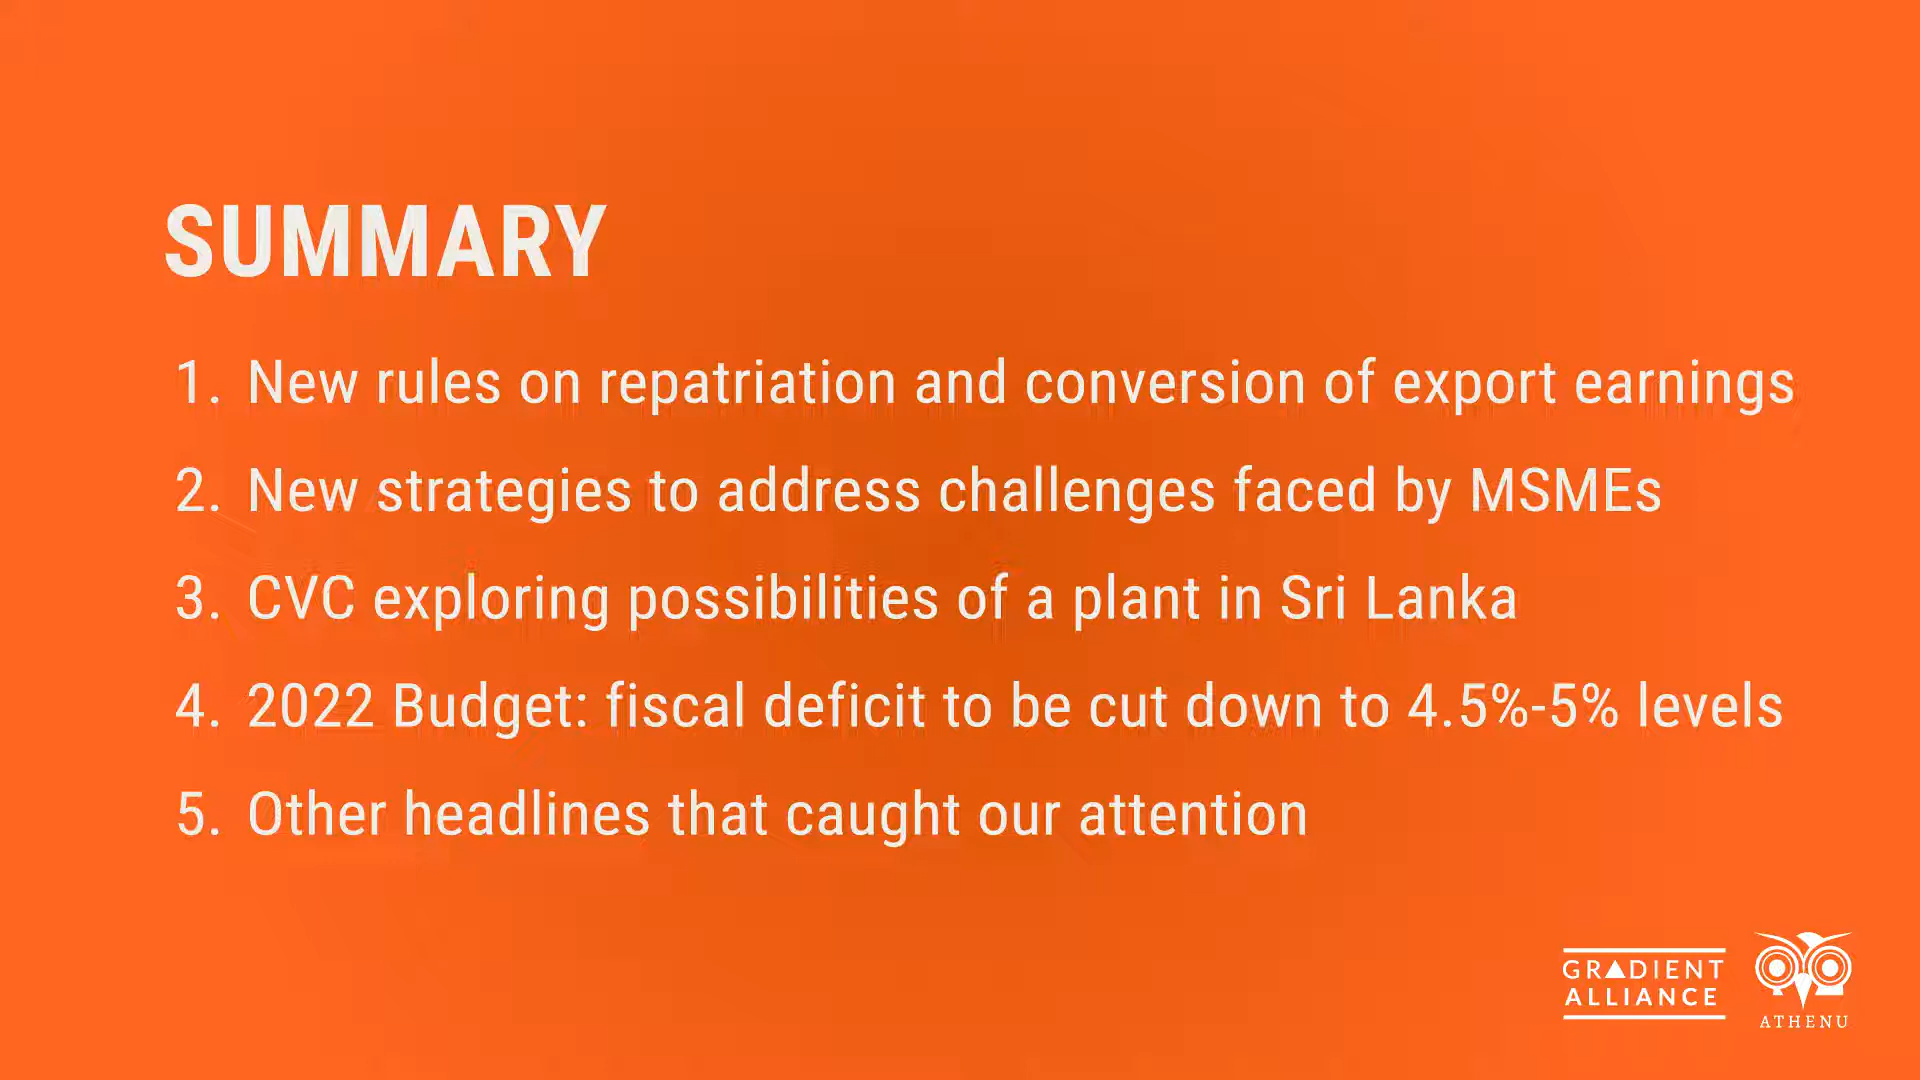 SUMMARY
1. New rules on repatriation and conversion of export earnings
2. New strategies to address challenges faced by MSMEs
3. CVC exploring possibilities of a plant in Sri Lanka
4. 2022 Budget: fiscal deficit to be cut down to 4.5%-5% levels
5. Other headlines that caught our attention
GRADIENT
ALLIANCE
ATHENU